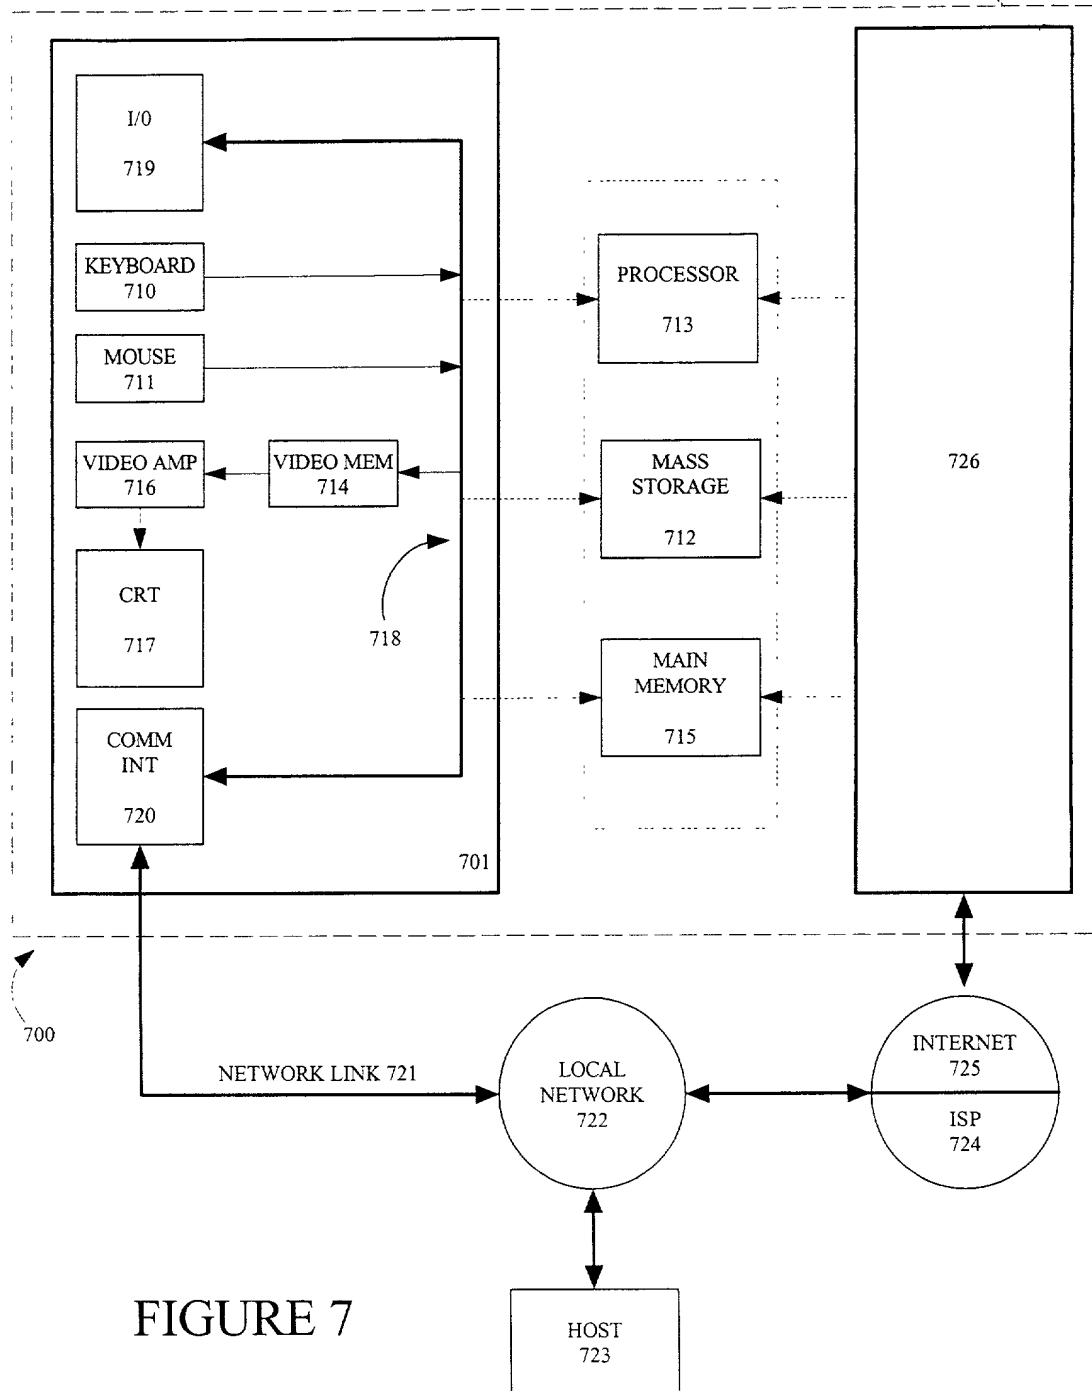 I/0
719
KEYBOARD
710
MOUSE
711
VIDEO AMP
716
VIDEO MEM
714
CRT
717
718
COMM
INT
720
701
PROCESSOR
713
MASS
STORAGE
712
MAIN
MEMORY
715
726
700
NETWORK LINK 721
LOCAL
NETWORK
722
INTERNET
725
ISP
724
HOST
723
FIGURE 7